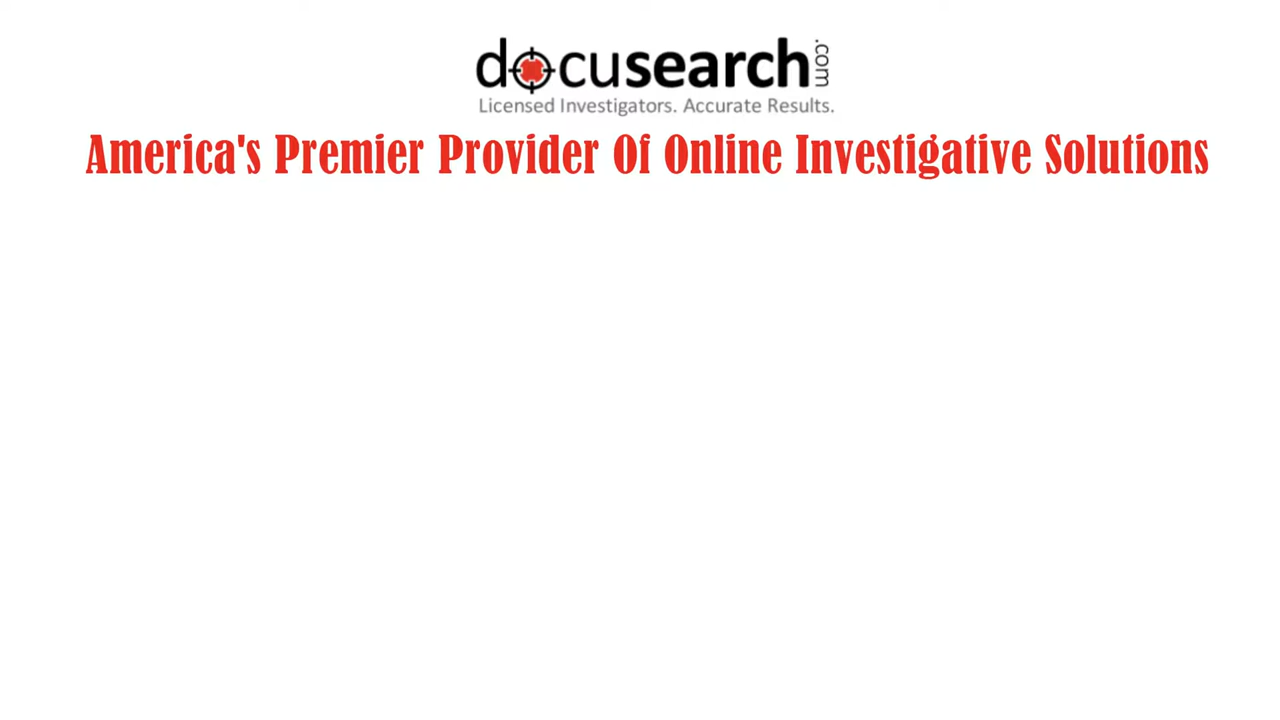 docusearch.com
Licensed Investigators. Accurate Results.
America's Premier Provider Of Online Investigative Solutions